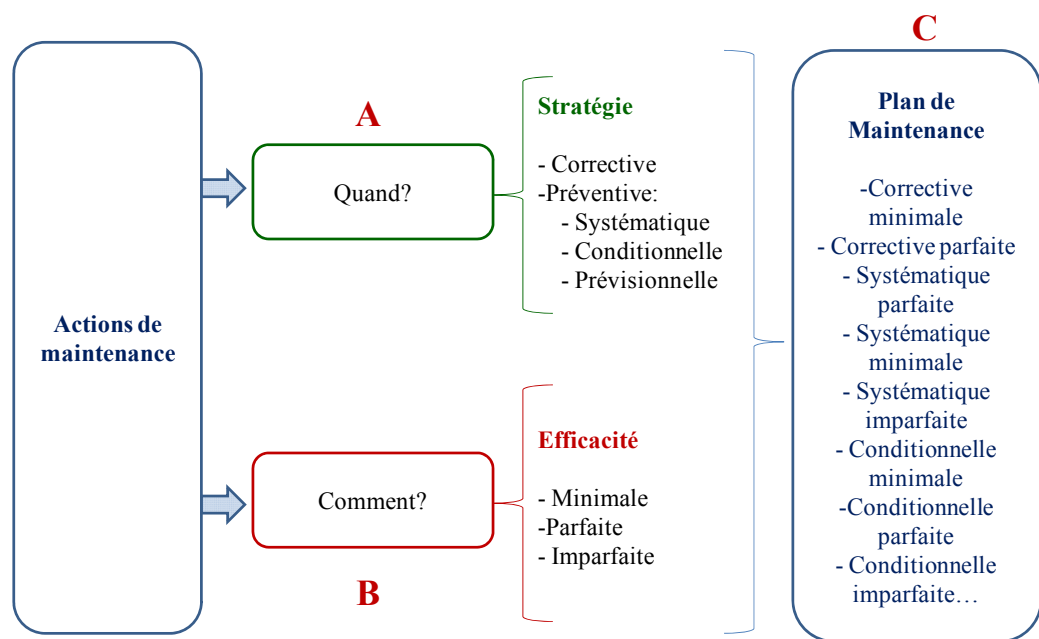 Actions de
maintenance
A
Quand?
Stratégie
- Corrective
-Préventive:
- Systématique
- Conditionnelle
- Prévisionnelle
Comment?
B
Efficacité
- Minimale
-Parfaite
- Imparfaite
C
Plan de
Maintenance
-Corrective
minimale
- Corrective parfaite
- Systématique
parfaite
- Systématique
minimale
- Systématique
imparfaite
- Conditionnelle
minimale
-Conditionnelle
parfaite
- Conditionnelle
imparfaite…